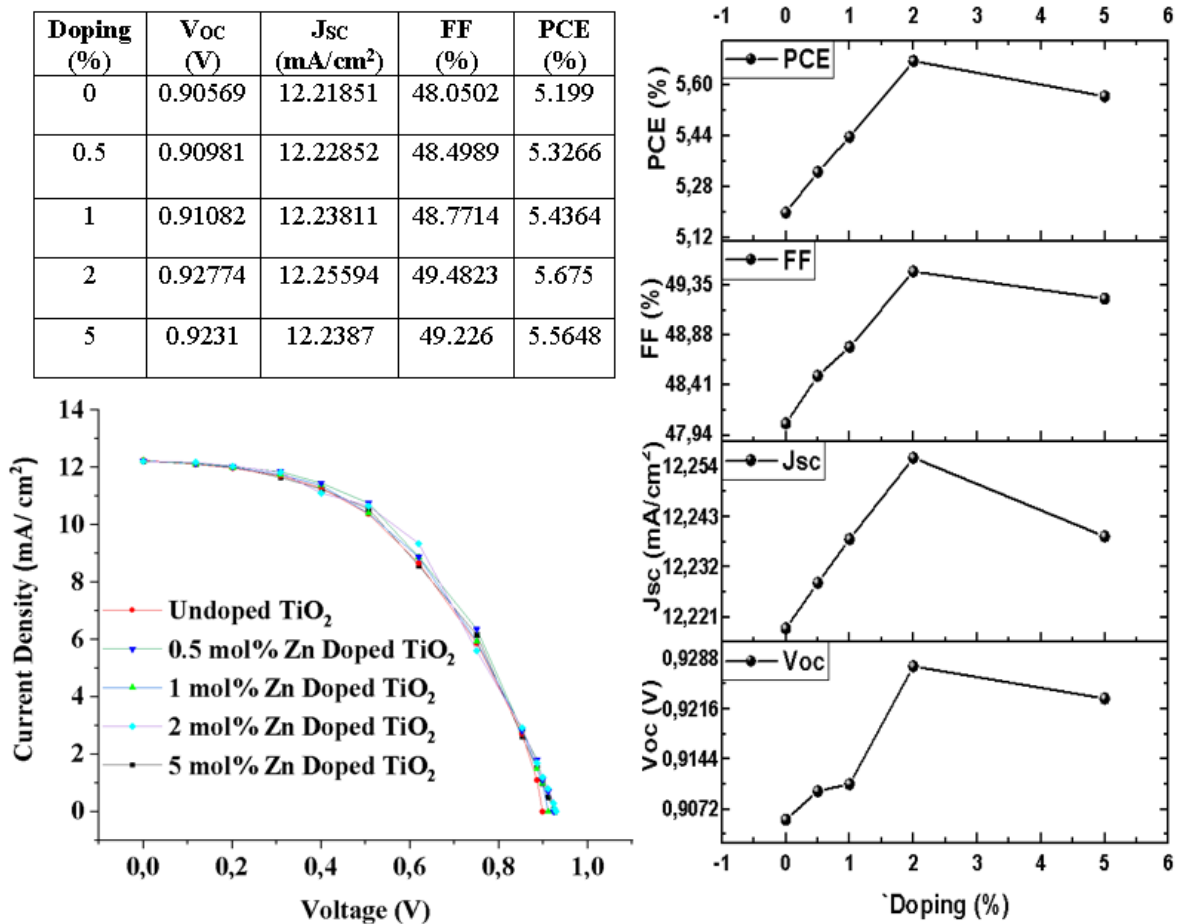 Doping (%) VOC (V) JSC (mA/cm²) FF (%) PCE (%)
0 0.90569 12.21851 48.0502 5.199
0.5 0.90981 12.22852 48.4989 5.3266
1 0.91082 12.23811 48.7714 5.4364
2 0.92774 12.25594 49.4823 5.675
5 0.9231 12.2387 49.226 5.5648
14
12
10
8
6
4
2
0
Current Density (mA/ cm²)
Undoped TiO₂
0.5 mol% Zn Doped TiO₂
1 mol% Zn Doped TiO₂
2 mol% Zn Doped TiO₂
5 mol% Zn Doped TiO₂
0,0 0,2 0,4 0,6 0,8 1,0
Voltage (V)
-1 0 1 2 3 4 5 6
PCE
PCE (%)
5,60
5,44
5,28
5,12
FF
FF (%)
49,35
48,88
48,41
47,94
Jsc
Jsc (mA/cm²)
12,254
12,243
12,232
12,221
Voc
Voc (V)
0,9288
0,9216
0,9144
0,9072
-1 0 1 2 3 4 5 6
`Doping (%)